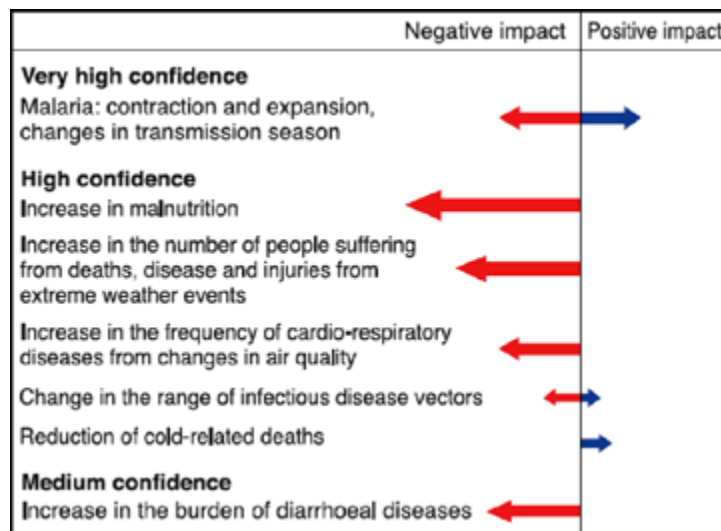 Negative impact Positive impact
Very high confidence
Malaria: contraction and expansion,
changes in transmission season
High confidence
Increase in malnutrition
Increase in the number of people suffering
from deaths, disease and injuries from
extreme weather events
Increase in the frequency of cardio-respiratory
diseases from changes in air quality
Change in the range of infectious disease vectors
Reduction of cold-related deaths
Medium confidence
Increase in the burden of diarrhoeal diseases